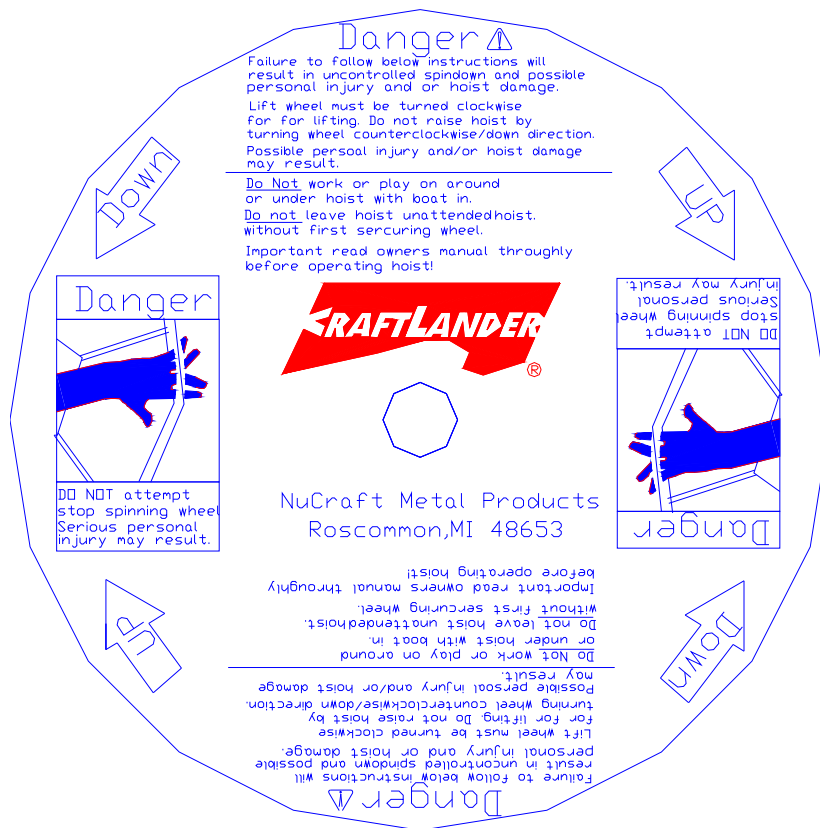 Danger
Failure to follow below instructions will
result in uncontrolled spindown and possible
personal injury and or hoist damage.
Lift wheel must be turned clockwise
for for lifting. Do not raise hoist by
turning wheel counterclockwise/down direction.
Possible persoal injury and/or hoist damage
may result.
Do Not work or play on around
or under hoist with boat in.
Do not leave hoist unattendedhoist.
without first sercuring wheel.
Important read owners manual throughly
before operating hoist!
Down
UP
Danger
DO NOT attempt
stop spinning wheel
Serious personal
injury may result.
CRAFTLANDER
®
Danger
DO NOT attempt
stop spinning wheel
Serious personal
injury may result.
NuCraft Metal Products
Roscommon,MI 48653
UP
Down
Danger
Failure to follow below instructions will
result in uncontrolled spindown and possible
personal injury and or hoist damage.
Lift wheel must be turned clockwise
for for lifting. Do not raise hoist by
turning wheel counterclockwise/down direction.
Possible persoal injury and/or hoist damage
may result.
Do Not work or play on around
or under hoist with boat in.
Do not leave hoist unattendedhoist.
without first sercuring wheel.
Important read owners manual throughly
before operating hoist!